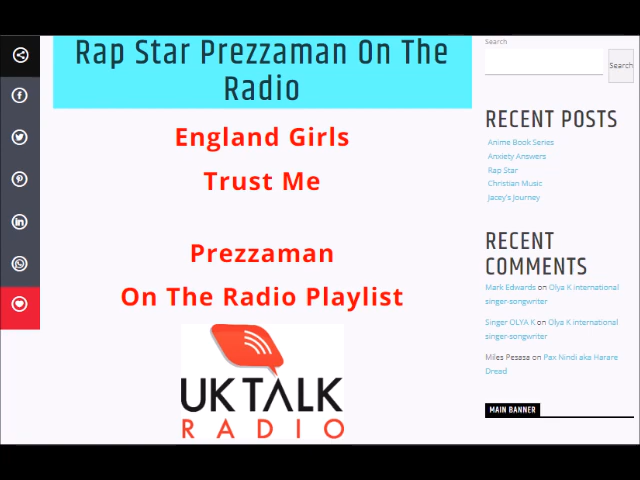 Rap Star Prezzaman On The
Radio
England Girls
Trust Me
Prezzaman
On The Radio Playlist
UK TALK
RADIO
Search
Search
RECENT POSTS
Anime Book Series
Anxiety Answers
Rap Star
Christian Music
Jacey's Journey
RECENT
COMMENTS
Mark Edwards on Olya K international
singer-songwriter
Singer OLYA K on Olya K international
singer-songwriter
Miles Pesasa on Pax Nindi aka Harare
Dread
MAIN BANNER